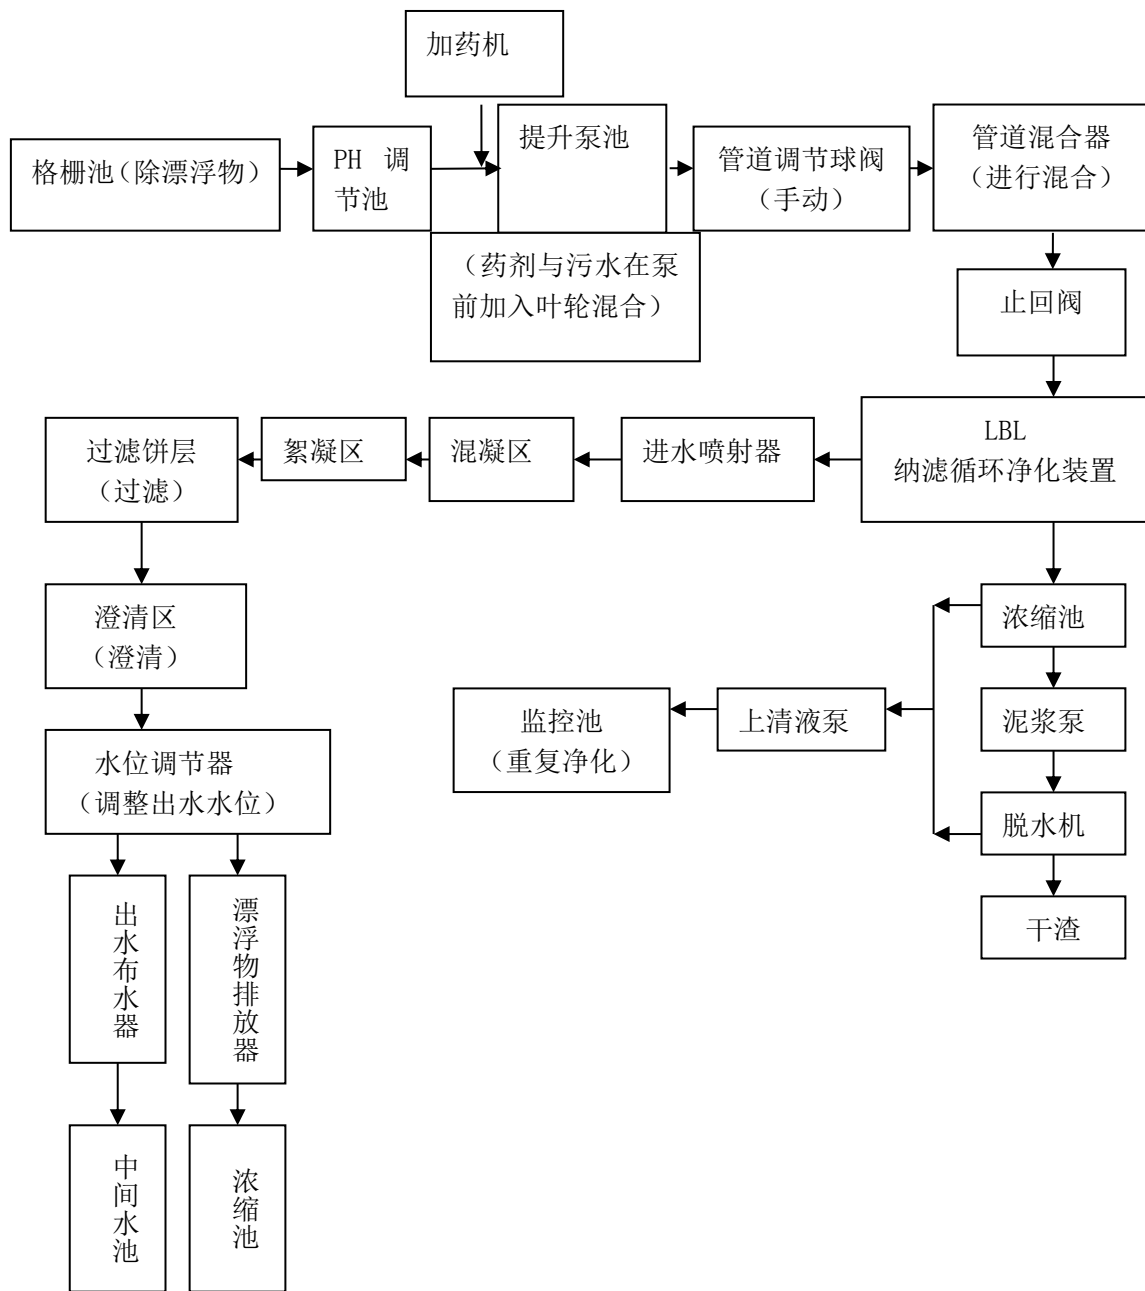 加药机
格栅池（除漂浮物）
PH 调
节池
提升泵池
管道调节球阀
（手动）
管道混合器
（进行混合）
（药剂与污水在泵
前加入叶轮混合）
止回阀
LBL
纳滤循环净化装置
进水喷射器
混凝区
絮凝区
过滤饼层
（过滤）
澄清区
（澄清）
水位调节器
（调整出水水位）
浓缩池
泥浆泵
脱水机
干渣
上清液泵
监控池
（重复净化）
出水布水器
漂浮物排放器
中间水池
浓缩池